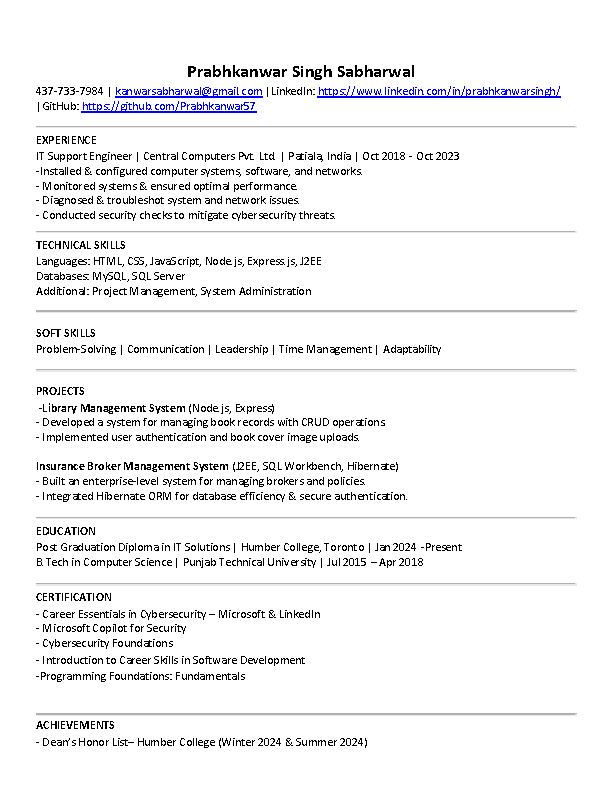 Prabhkanwar Singh Sabharwal
437-733-7984 | kanwarsabharwal@gmail.com | LinkedIn: https://www.linkedin.com/in/prabhkanwarsingh/
| GitHub: https://github.com/Prabhkanwar57
EXPERIENCE
IT Support Engineer | Central Computers Pvt. Ltd. | Patiala, India | Oct 2018 - Oct 2023
-Installed & configured computer systems, software, and networks.
- Monitored systems & ensured optimal performance.
- Diagnosed & troubleshot system and network issues.
- Conducted security checks to mitigate cybersecurity threats.
TECHNICAL SKILLS
Languages: HTML, CSS, JavaScript, Node.js, Express.js, J2EE
Databases: MySQL, SQL Server
Additional: Project Management, System Administration
SOFT SKILLS
Problem-Solving | Communication | Leadership | Time Management | Adaptability
PROJECTS
-Library Management System (Node.js, Express)
- Developed a system for managing book records with CRUD operations.
- Implemented user authentication and book cover image uploads.
Insurance Broker Management System (J2EE, SQL Workbench, Hibernate)
- Built an enterprise-level system for managing brokers and policies.
- Integrated Hibernate ORM for database efficiency & secure authentication.
EDUCATION
Post Graduation Diploma in IT Solutions | Humber College, Toronto | Jan 2024 -Present
B.Tech in Computer Science | Punjab Technical University | Jul 2015 – Apr 2018
CERTIFICATION
- Career Essentials in Cybersecurity – Microsoft & LinkedIn
- Microsoft Copilot for Security
- Cybersecurity Foundations
- Introduction to Career Skills in Software Development
-Programming Foundations: Fundamentals
ACHIEVEMENTS
- Dean's Honor List– Humber College (Winter 2024 & Summer 2024)